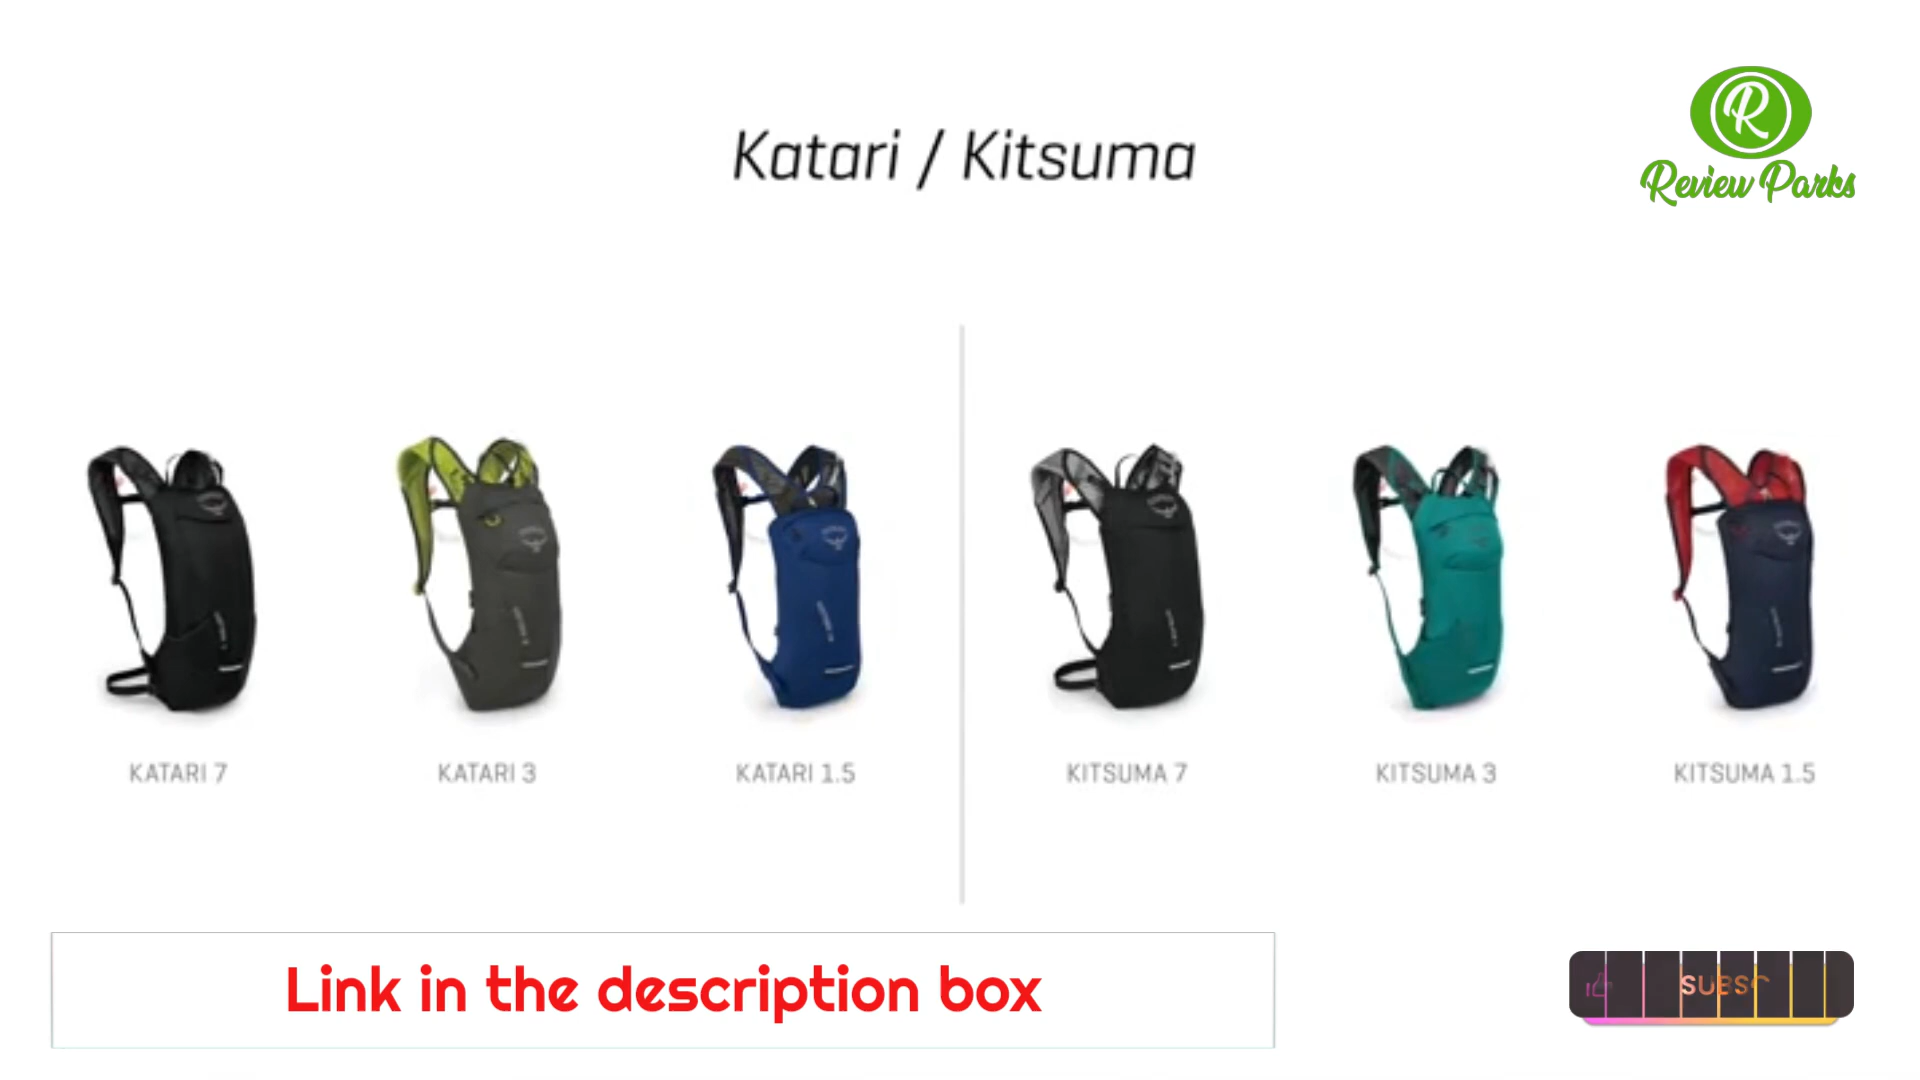 Katari / Kitsuma
R
Review Parks
KATARI 7
KATARI 3
KATARI 1.5
KITSUMA 7
KITSUMA 3
KITSUMA 1.5
Link in the description box
SUBSC